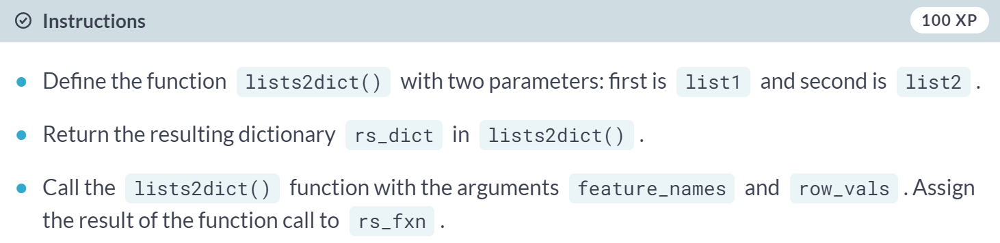 Instructions
100 XP
Define the function lists2dict() with two parameters: first is list1 and second is list2 .
Return the resulting dictionary rs_dict in lists2dict() .
Call the lists2dict() function with the arguments feature_names and row_vals . Assign
the result of the function call to rs_fxn .